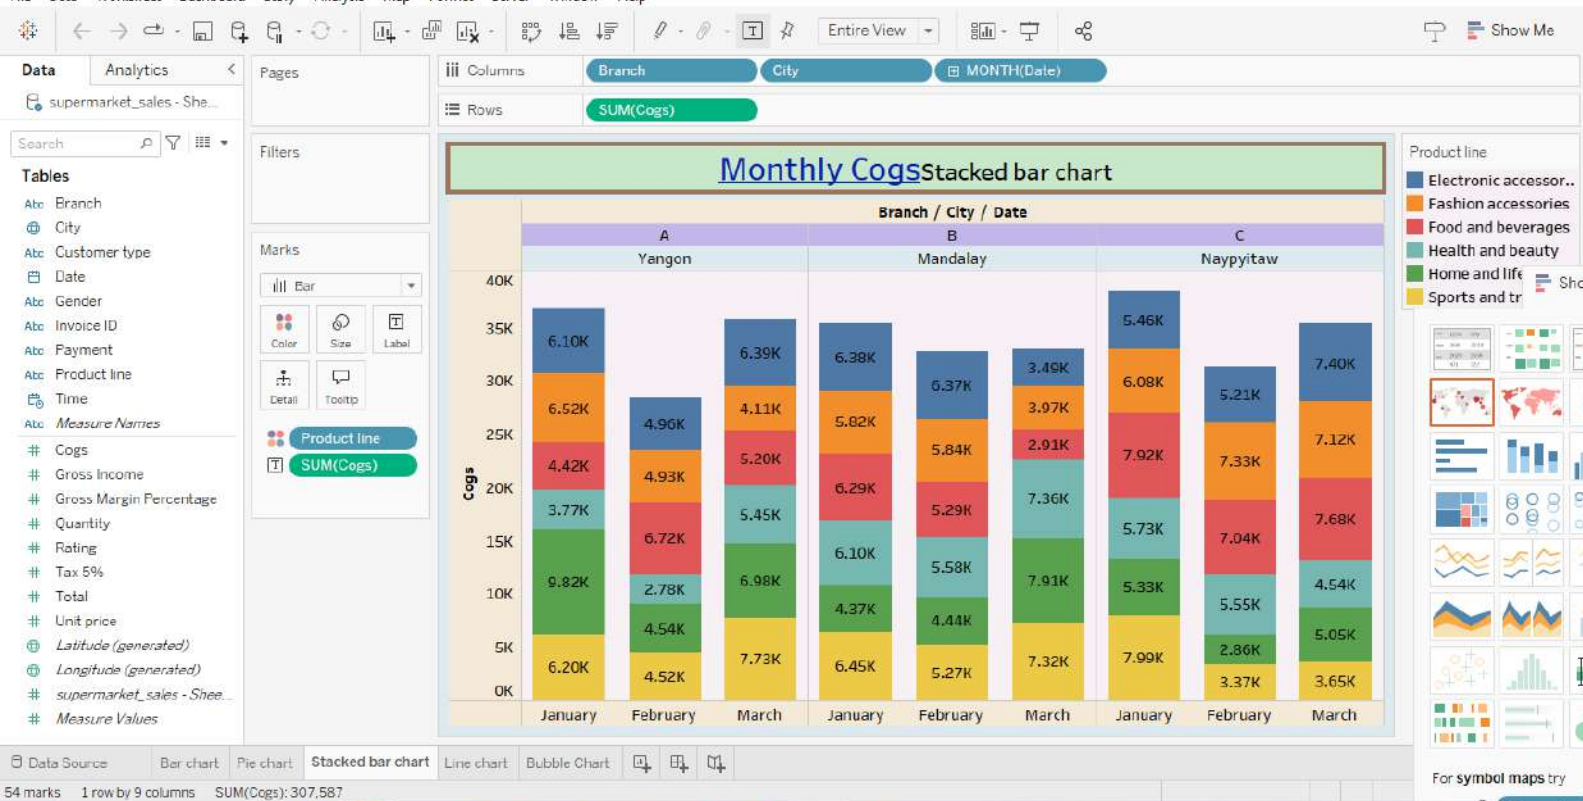 Entire View
Show Me
Data
Analytics
supermarket_sales - She...
Search
Tables
Abc Branch
City
Abc Customer type
Date
Abc Gender
Abc Invoice ID
Abc Payment
Abc Product line
Time
Abc Measure Names
# Cogs
# Gross Income
# Gross Margin Percentage
# Quantity
# Rating
# Tax 5%
# Total
# Unit price
Latitude (generated)
Longitude (generated)
# supermarket_sales - Shee...
# Measure Values
Pages
Filters
Marks
Bar
Color
Size
Label
Detail
Tooltip
Product line
SUM(Cogs)
Columns
Branch
City
MONTH(Date)
Rows
SUM(Cogs)
Monthly CogsStacked bar chart
Branch / City / Date
A
B
C
Yangon
Mandalay
Naypyitaw
Cogs
40K
35K
30K
25K
20K
15K
10K
5K
0K
6.10K
6.52K
4.42K
3.77K
9.82K
6.20K
4.96K
4.93K
6.72K
2.78K
4.54K
4.52K
6.39K
4.11K
5.20K
5.45K
6.98K
7.73K
6.38K
5.82K
6.29K
6.10K
4.37K
6.45K
6.37K
5.84K
5.29K
5.58K
4.44K
5.27K
3.49K
3.97K
2.91K
7.36K
7.91K
7.32K
5.46K
6.08K
7.92K
5.73K
5.33K
7.99K
5.21K
7.33K
7.04K
5.55K
2.86K
3.37K
7.40K
7.12K
7.68K
4.54K
5.05K
3.65K
January
February
March
January
February
March
January
February
March
Product line
Electronic accessor..
Fashion accessories
Food and beverages
Health and beauty
Home and life
Sports and tr
Sho
For symbol maps try
Data Source
Bar chart
Pie chart
Stacked bar chart
Line chart
Bubble Chart
54 marks 1 row by 9 columns SUM(Cogs): 307,587